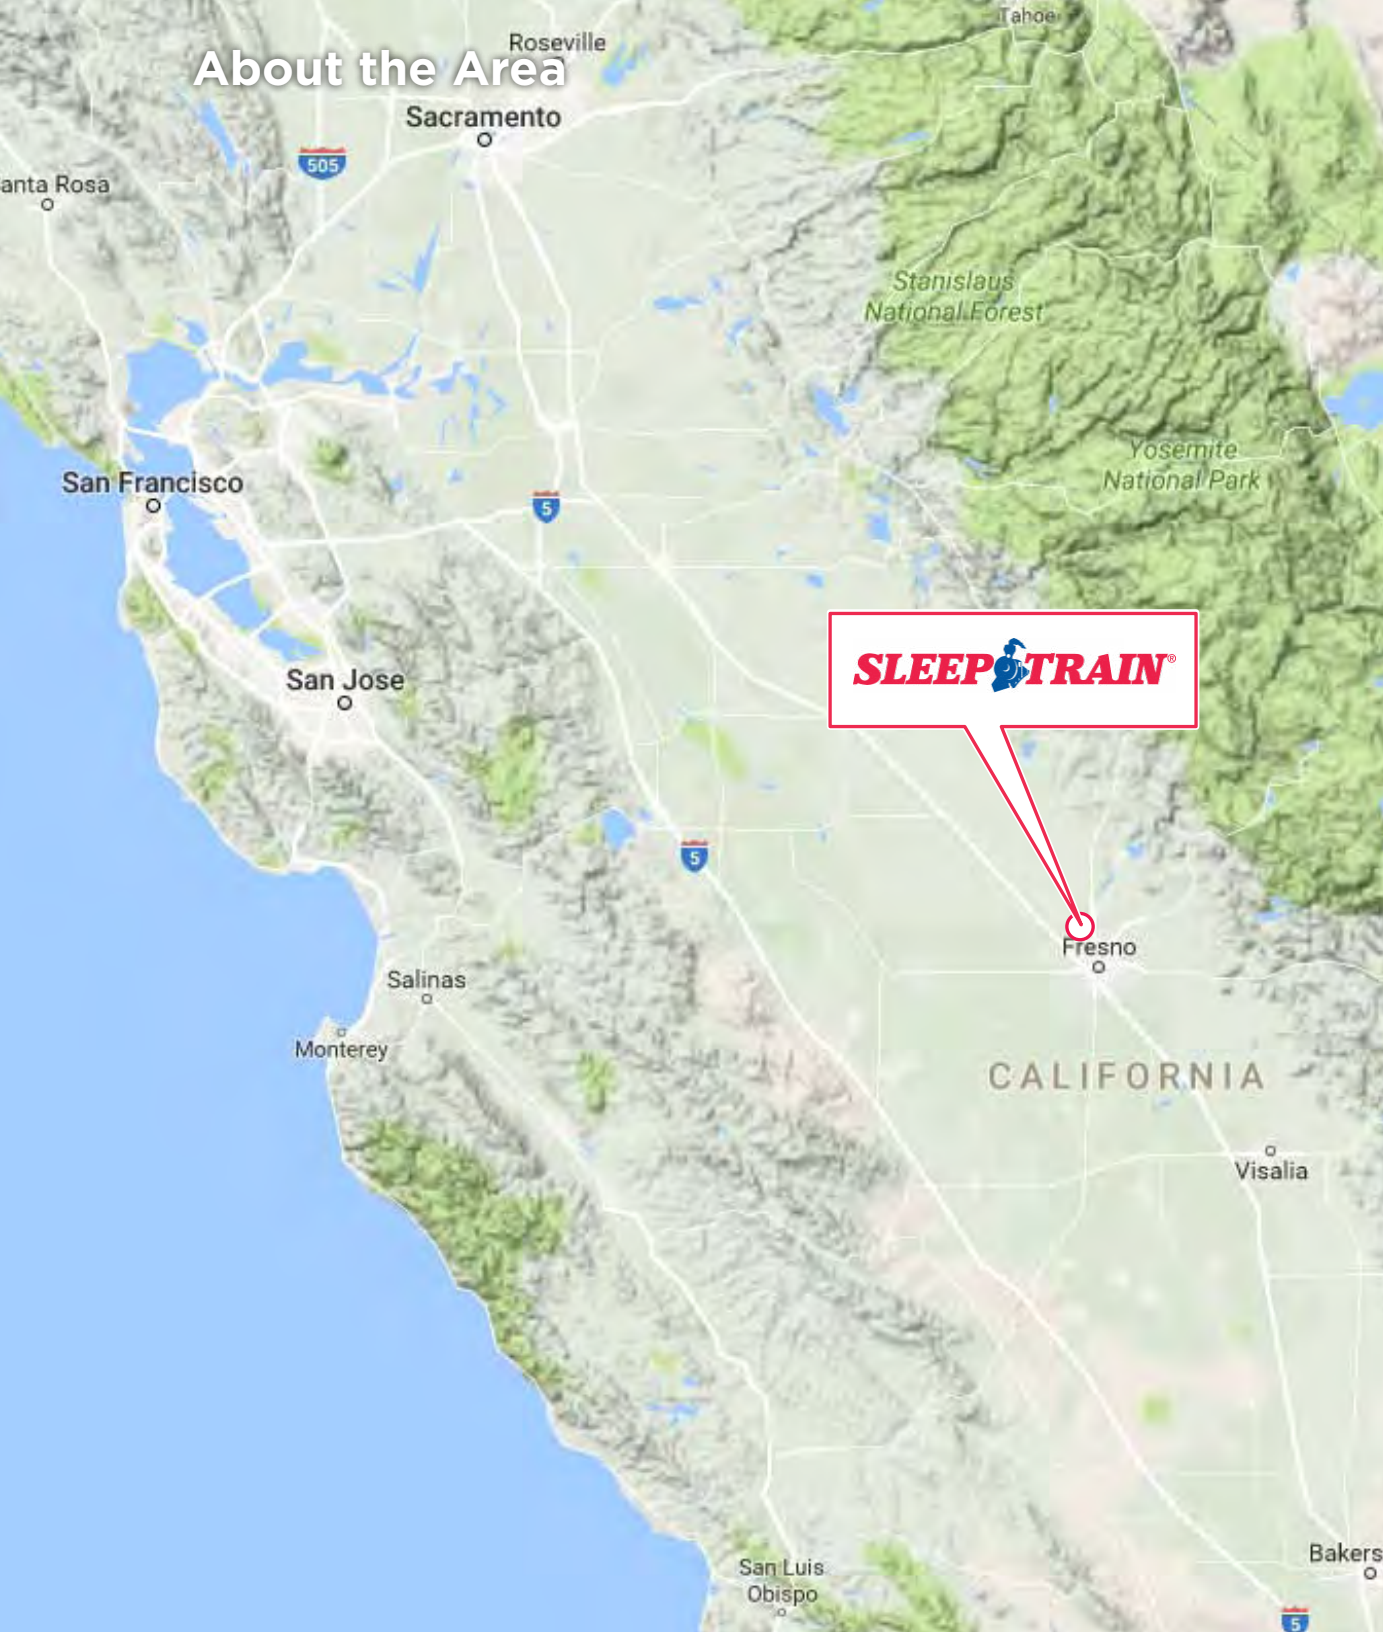 Tahoe
Roseville
About the Area
Sacramento
505
anta Rosa
Stanislaus
National Forest
Yosemite
National Park
San Francisco
5
SLEEP TRAIN®
San Jose
5
Fresno
Salinas
Monterey
CALIFORNIA
Visalia
Bakers
San Luis
Obispo
5